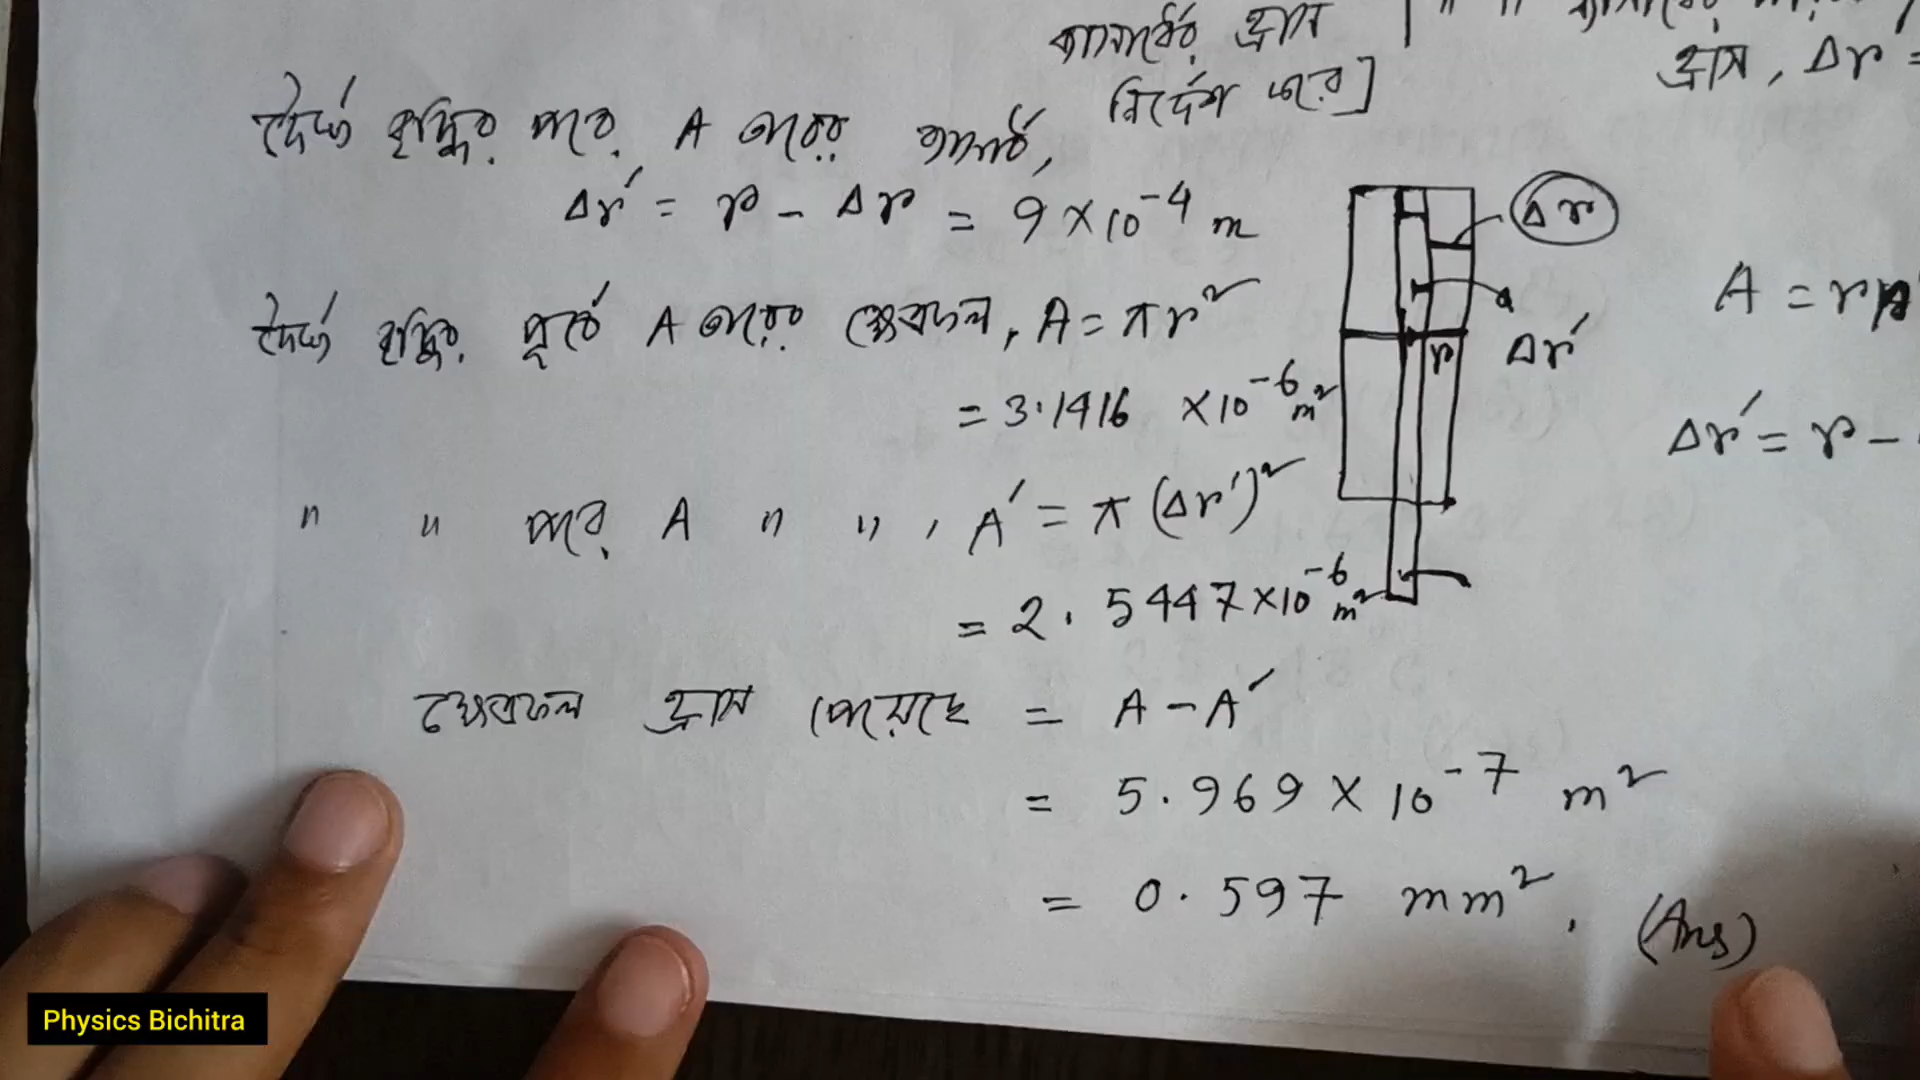 ব্যাসার্ধের হ্রাস
নির্দেশ করে]
হ্রাস, Δr' =
দৈর্ঘ্য বৃদ্ধির পরে A তারের ব্যাসার্ধ,
Δr' = r - Δr = 9 × 10⁻⁴ m
Δr
দৈর্ঘ্য বৃদ্ধির পূর্বে A তারের ক্ষেত্রফল, A = πr²
r Δr'
= 3.1416 × 10⁻⁶ m²
" " পরে A " ", A' = π (Δr')²
= 2.5447 × 10⁻⁶ m²
ক্ষেত্রফল হ্রাস পেয়েছে = A - A'
= 5.969 × 10⁻⁷ m²
= 0.597 mm². (Ans)
Δr' = r -
Physics Bichitra